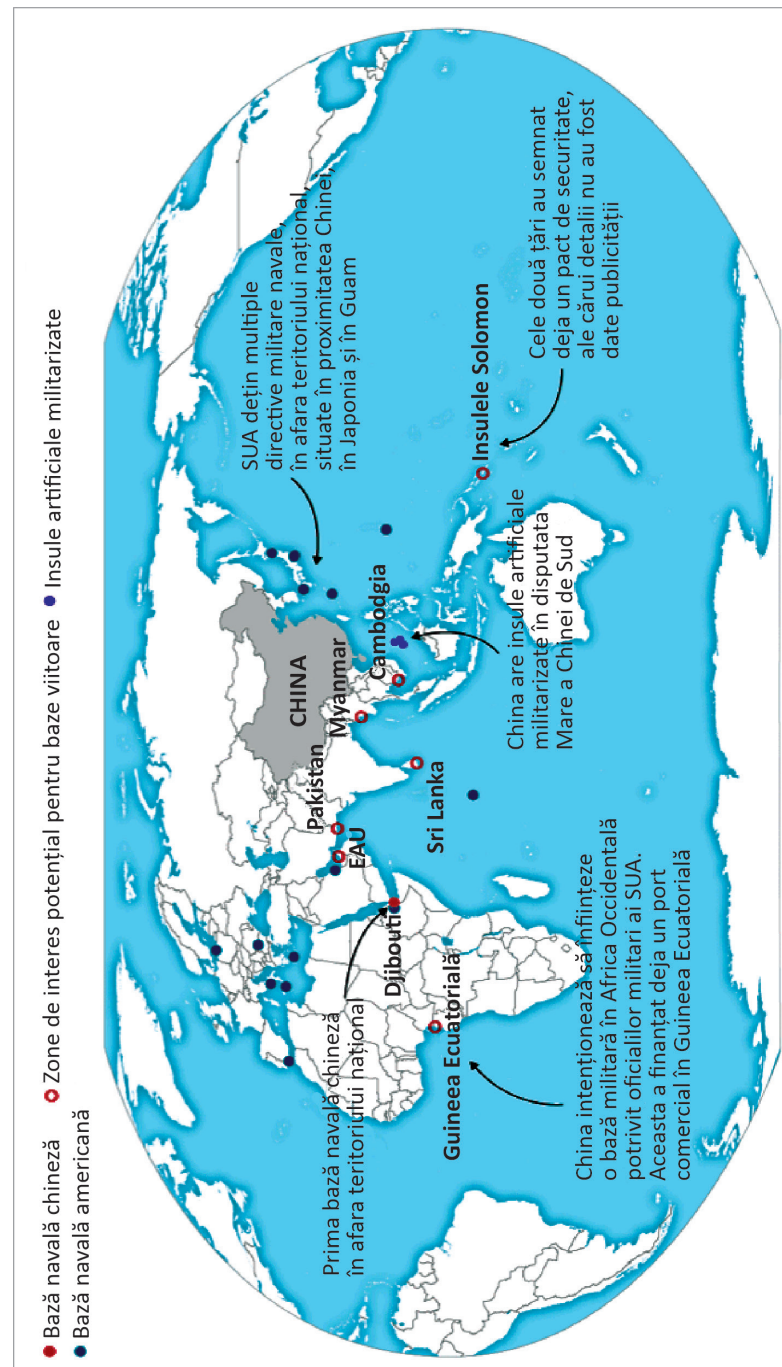 Bază navală chineză
Zone de interes potențial pentru baze viitoare
Insule artificiale militarizate
Bază navală americană
SUA dețin multiple
directive militare navale,
în afara teritoriului național,
situate în proximitatea Chinei,
în Japonia și în Guam
CHINA
Pakistan
Myanmar
EAU
Cambodgia
Sri Lanka
Djibouti
Guineea Ecuatorială
Insulele Solomon
Prima bază navală chineză
în afara teritoriului național
China are insule artificiale
militarizate în disputata
Mare a Chinei de Sud
Cele două țări au semnat
deja un pact de securitate,
ale cărui detalii nu au fost
date publicității
China intenționează să înființeze
o bază militară în Africa Occidentală
potrivit oficialilor militari ai SUA.
Aceasta a finanțat deja un port
comercial în Guineea Ecuatorială